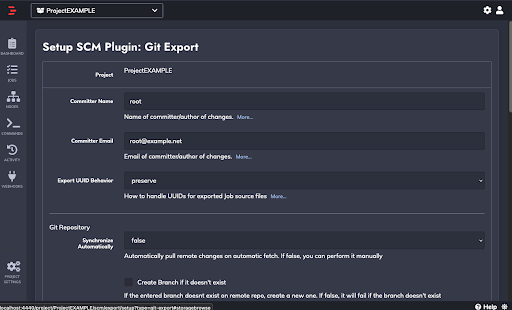 ProjectEXAMPLE
Setup SCM Plugin: Git Export
Project ProjectEXAMPLE
Committer Name root
Name of committer/author of changes. More...
Committer Email root@example.net
Email of committer/author of changes. More...
Export UUID Behavior preserve
How to handle UUIDs for exported Job source files More...
Git Repository
Synchronize Automatically false
Automatically pull remote changes on automatic fetch. If false, you can perform it manually
Create Branch if it doesn't exist
If the entered branch doesnt exist on remote repo, create a new one. If false, it will fail if the branch doesn't exist
DASHBOARD
JOBS
NODES
COMMANDS
ACTIVITY
WEBHOOKS
PROJECT SETTINGS
localhost:4440/project/ProjectEXAMPLE/scm/export/setup?type=git-export#storagebrowse
Help